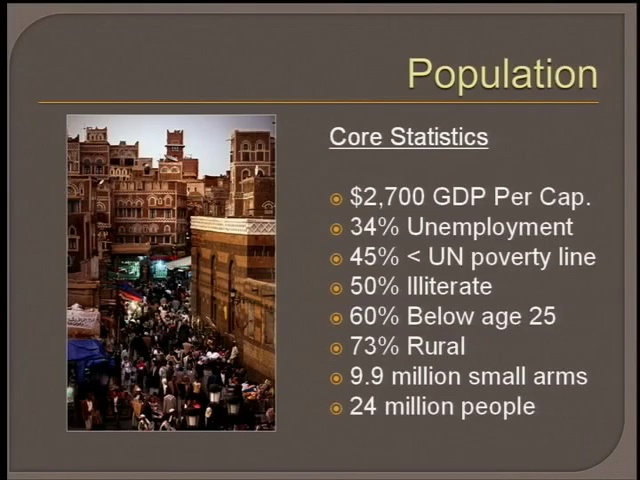 Population
Core Statistics
$2,700 GDP Per Cap.
34% Unemployment
45% < UN poverty line
50% Illiterate
60% Below age 25
73% Rural
9.9 million small arms
24 million people